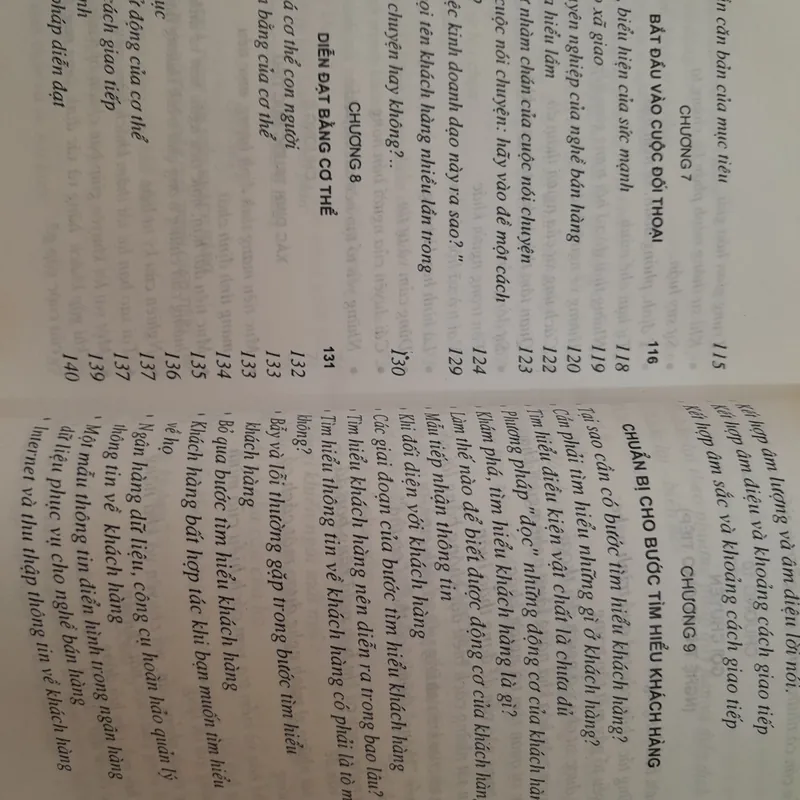 căn bản của mục tiêu 115
CHƯƠNG 7
BẮT ĐẦU VÀO CUỘC ĐỐI THOẠI 116
biểu hiện của sức mạnh 118
xã giao 119
nghiệp của nghề bán hàng 120
hiểu lầm 122
nhàm chán của cuộc nói chuyện 123
cuộc nói chuyện: hãy vào đề một cách
124
kinh doanh dạo này ra sao? " 129
tên khách hàng nhiều lần trong
chuyện hay không?.. 130
CHƯƠNG 8
DIỄN ĐẠT BẰNG CƠ THỂ 131
132
cơ thể con người 133
bằng của cơ thể 133
134
135
136
động của cơ thể 137
cách giao tiếp 137
139
pháp diễn đạt 140
kết hợp âm lượng và âm điệu lời nói.
kết hợp âm điệu và khoảng cách giao tiếp
kết hợp âm sắc và khoảng cách giao tiếp
CHƯƠNG 9
CHUẨN BỊ CHO BƯỚC TÌM HIỂU KHÁCH HÀNG
Tại sao cần có bước tìm hiểu khách hàng?
Cần phải tìm hiểu những gì ở khách hàng?
Tìm hiểu điều kiện vật chất là chưa đủ
Phương pháp "đọc" những động cơ của khách
Khám phá, tìm hiểu khách hàng là gì?
Làm thế nào để biết được động cơ của khách
Mẫu tiếp nhận thông tin
Khi đối diện với khách hàng
Các giai đoạn của bước tìm hiểu khách hàng
Tìm hiểu khách hàng nên diễn ra trong bao lâu?
Tìm hiểu thông tin về khách hàng có phải là tò
không?
Bẫy và lỗi thường gặp trong bước tìm hiểu
khách hàng
Bỏ qua bước tìm hiểu khách hàng
Khách hàng bất hợp tác khi bạn muốn tìm hiểu
về họ
Ngân hàng dữ liệu, công cụ hoàn hảo quản lý
thông tin về khách hàng
Một mẫu thông tin điển hình trong ngân hàng
dữ liệu phục vụ cho nghề bán hàng
Internet và thu thập thông tin về khách hàng